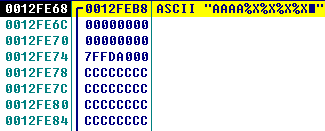 0012FE68 0012FEB8 ASCII "AAAA%X%X%X%X■"
0012FE6C 00000000
0012FE70 00000000
0012FE74 7FFDA000
0012FE78 CCCCCCCC
0012FE7C CCCCCCCC
0012FE80 CCCCCCCC
0012FE84 CCCCCCCC